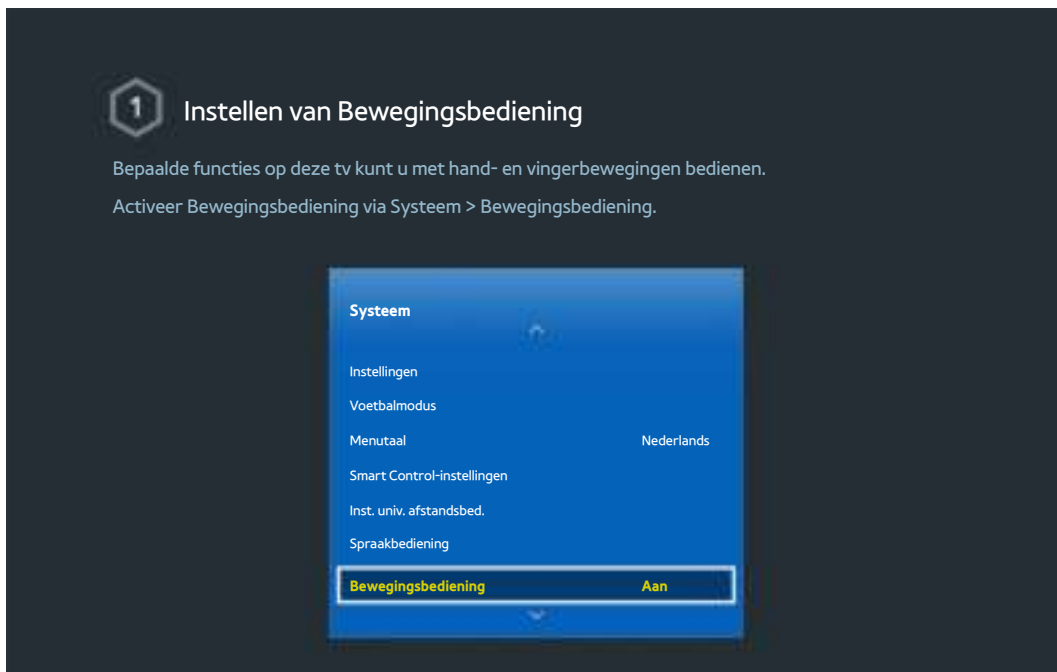 1 Instellen van Bewegingsbediening
Bepaalde functies op deze tv kunt u met hand- en vingerbewegingen bedienen.
Activeer Bewegingsbediening via Systeem > Bewegingsbediening.
Systeem
Instellingen
Voetbalmodus
Menutaal Nederlands
Smart Control-instellingen
Inst. univ. afstandsbed.
Spraakbediening
Bewegingsbediening Aan